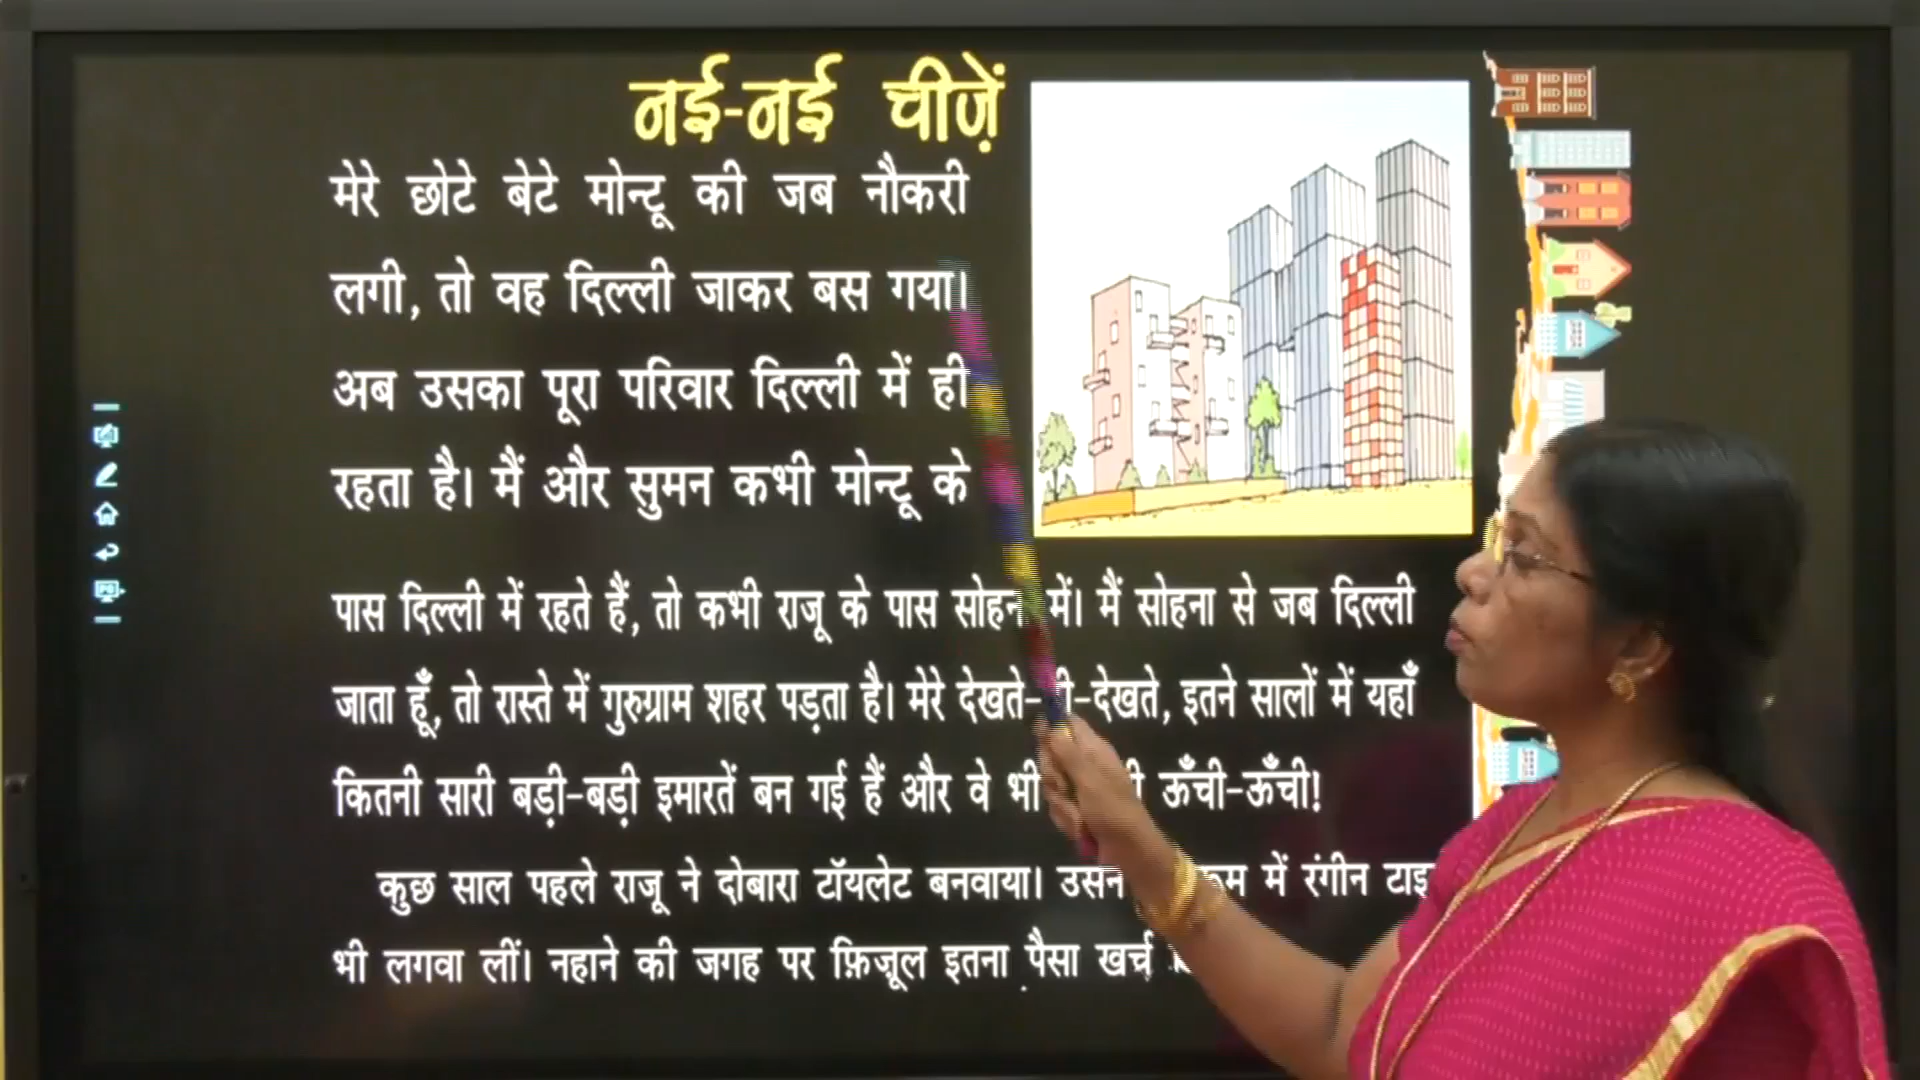 नई-नई चीज़ें
मेरे छोटे बेटे मोन्टू की जब नौकरी
लगी, तो वह दिल्ली जाकर बस गया।
अब उसका पूरा परिवार दिल्ली में ही
रहता है। मैं और सुमन कभी मोन्टू के
पास दिल्ली में रहते हैं, तो कभी राजू के पास सोहना में। मैं सोहना से जब दिल्ली
जाता हूँ, तो रास्ते में गुरुग्राम शहर पड़ता है। मेरे देखते-ही-देखते, इतने सालों में यहाँ
कितनी सारी बड़ी-बड़ी इमारतें बन गई हैं और वे भी ऊँची-ऊँची!
कुछ साल पहले राजू ने दोबारा टॉयलेट बनवाया। में रंगीन
भी लगवा लीं। नहाने की जगह पर फ़िज़ूल इतना पैसा खर्च